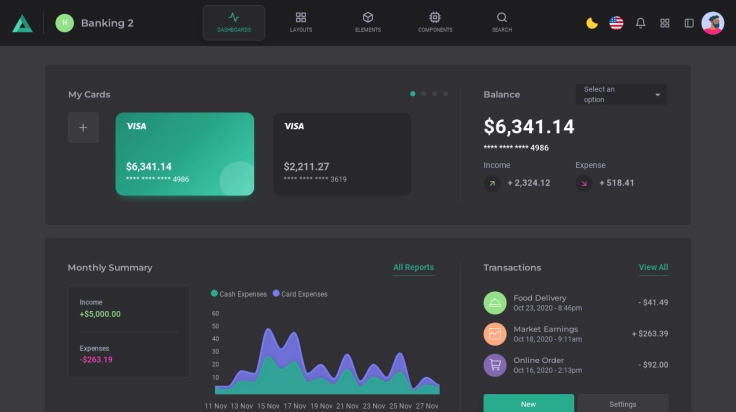 H
Banking 2
DASHBOARDS
LAYOUTS
ELEMENTS
COMPONENTS
SEARCH
My Cards
VISA
$6,341.14
**** **** **** 4986
VISA
$2,211.27
**** **** **** 3619
Balance
Select an
option
$6,341.14
**** **** **** 4986
Income
+ 2,324.12
Expense
+ 518.41
Monthly Summary
All Reports
Income
+$5,000.00
Expenses
-$263.19
Cash Expenses
Card Expenses
60
50
40
30
20
10
11 Nov 13 Nov 15 Nov 17 Nov 19 Nov 21 Nov 23 Nov 25 Nov 27 Nov
Transactions
View All
Food Delivery
Oct 23, 2020 - 8:46pm
- $41.49
Market Earnings
Oct 18, 2020 - 9:11am
+ $263.39
Online Order
Oct 16, 2020 - 2:13pm
- $92.00
New
Settings